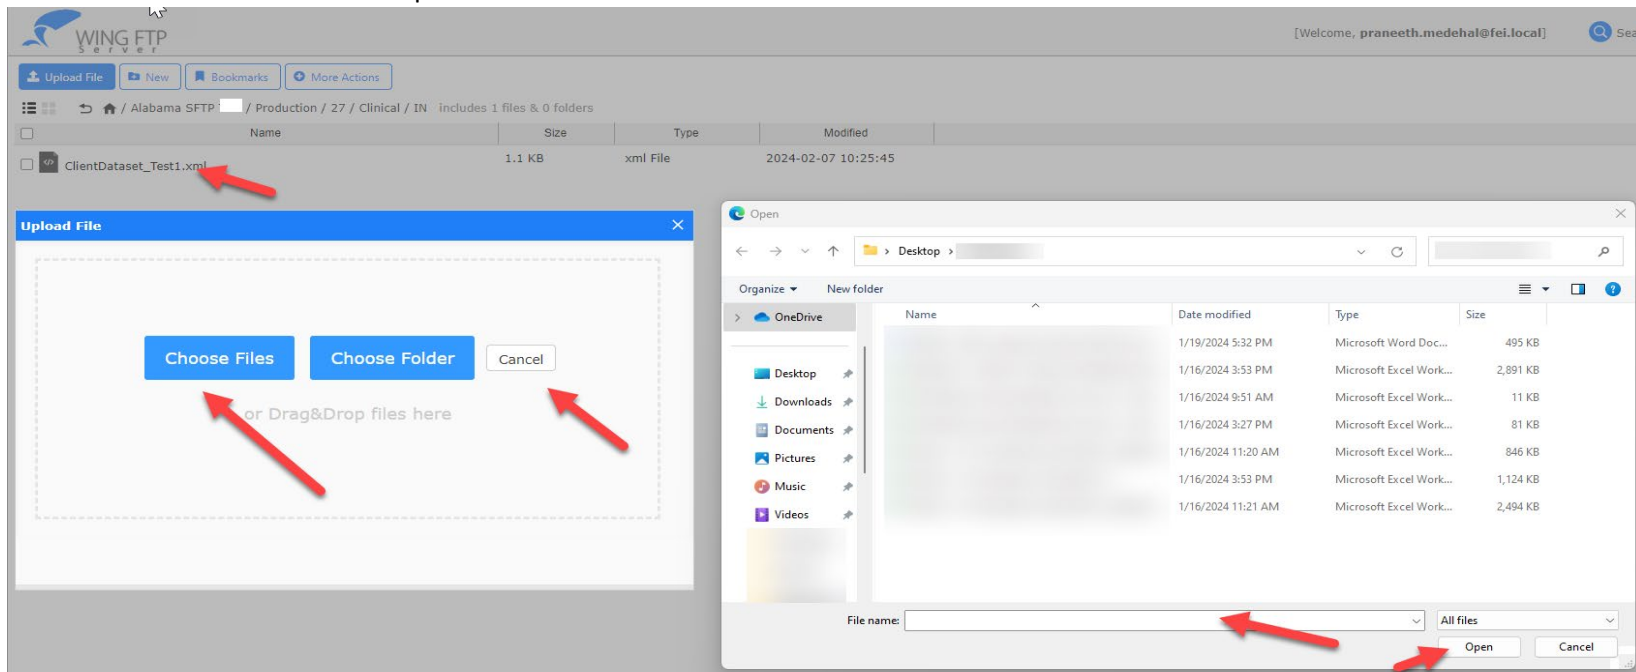 WING FTP
Server
[Welcome, praneeth.medehal@fei.local]
Upload File New Bookmarks More Actions
/ Alabama SFTP / Production / 27 / Clinical / IN includes 1 files & 0 folders
Name Size Type Modified
ClientDataset_Test1.xml 1.1 KB xml File 2024-02-07 10:25:45
Upload File
Choose Files Choose Folder Cancel
or Drag&Drop files here
Open
Desktop
Organize New folder
OneDrive
Desktop
Downloads
Documents
Pictures
Music
Videos
Name Date modified Type Size
1/19/2024 5:32 PM Microsoft Word Doc... 495 KB
1/16/2024 3:53 PM Microsoft Excel Work... 2,891 KB
1/16/2024 9:51 AM Microsoft Excel Work... 11 KB
1/16/2024 3:27 PM Microsoft Excel Work... 81 KB
1/16/2024 11:20 AM Microsoft Excel Work... 846 KB
1/16/2024 3:53 PM Microsoft Excel Work... 1,124 KB
1/16/2024 11:21 AM Microsoft Excel Work... 2,494 KB
File name: All files
Open Cancel